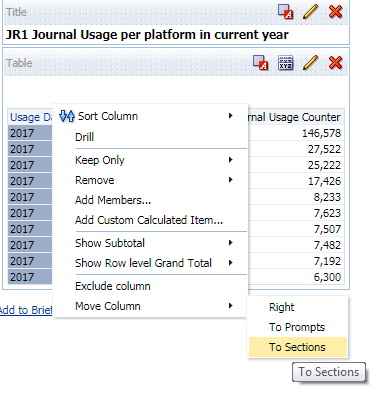 Title
JR1 Journal Usage per platform in current year
Table
Usage Da
rnal Usage Counter
2017
146,578
2017
27,522
2017
25,222
2017
17,426
2017
8,233
2017
7,623
2017
7,507
2017
7,482
2017
7,192
2017
6,300
Sort Column
Drill
Keep Only
Remove
Add Members...
Add Custom Calculated Item...
Show Subtotal
Show Row level Grand Total
Exclude column
Move Column
Add to Brief
Right
To Prompts
To Sections
To Sections